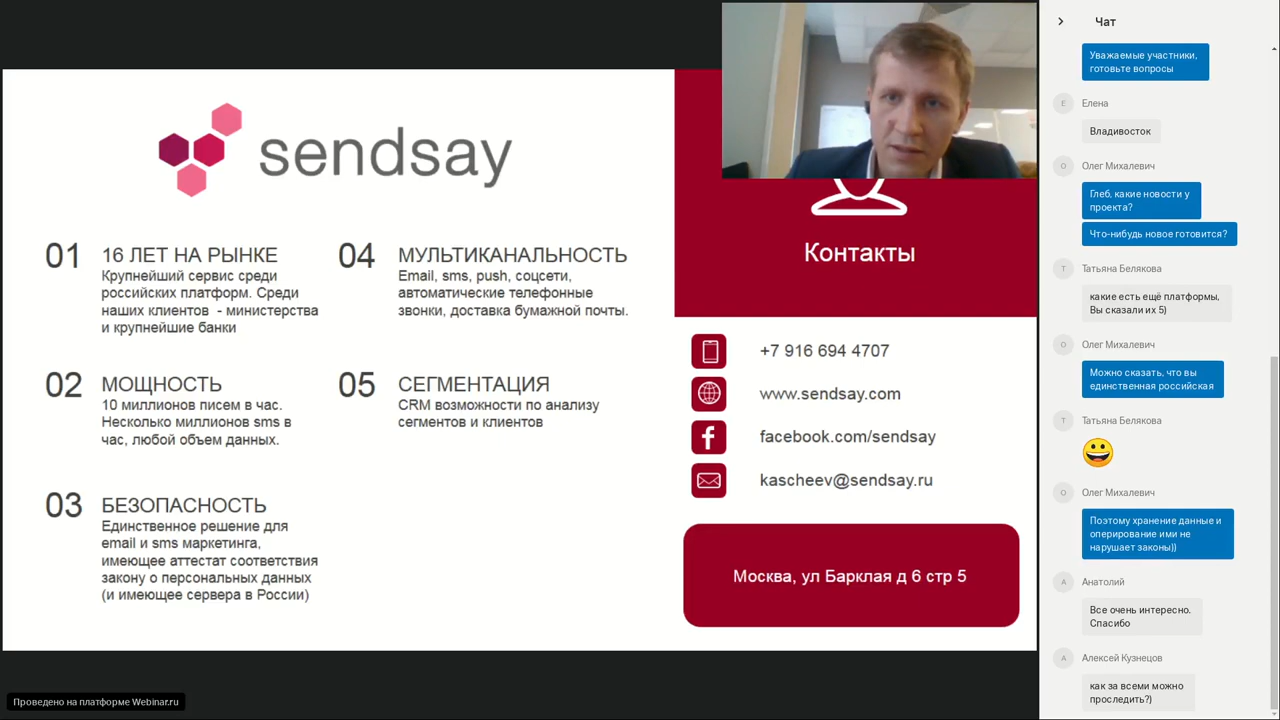 sendsay
01
16 ЛЕТ НА РЫНКЕ
Крупнейший сервис среди
российских платформ. Среди
наших клиентов - министерства
и крупнейшие банки
02
МОЩНОСТЬ
10 миллионов писем в час.
Несколько миллионов sms в
час, любой объем данных.
03
БЕЗОПАСНОСТЬ
Единственное решение для
email и sms маркетинга,
имеющее аттестат соответствия
закону о персональных данных
(и имеющее сервера в России)
04
МУЛЬТИКАНАЛЬНОСТЬ
Email, sms, push, соцсети,
автоматические телефонные
звонки, доставка бумажной почты.
05
СЕГМЕНТАЦИЯ
CRM возможности по анализу
сегментов и клиентов
Контакты
+7 916 694 4707
www.sendsay.com
facebook.com/sendsay
kascheev@sendsay.ru
Москва, ул Барклая д 6 стр 5
Проведено на платформе Webinar.ru
Чат
Уважаемые участники,
готовьте вопросы
Е
Елена
Владивосток
О
Олег Михалевич
Глеб, какие новости у
проекта?
Что-нибудь новое готовится?
Т
Татьяна Белякова
какие есть ещё платформы,
Вы сказали их 5)
О
Олег Михалевич
Можно сказать, что вы
единственная российская
Т
Татьяна Белякова
О
Олег Михалевич
Поэтому хранение данные и
оперирование ими не
нарушает законы))
А
Анатолий
Все очень интересно.
Спасибо
А
Алексей Кузнецов
как за всеми можно
проследить?)